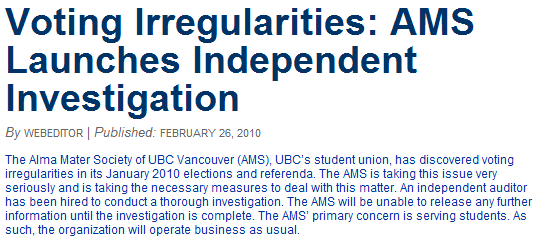 Voting Irregularities: AMS
Launches Independent
Investigation
By WEBEDITOR | Published: FEBRUARY 26, 2010
The Alma Mater Society of UBC Vancouver (AMS), UBC's student union, has discovered voting
irregularities in its January 2010 elections and referenda. The AMS is taking this issue very
seriously and is taking the necessary measures to deal with this matter. An independent auditor
has been hired to conduct a thorough investigation. The AMS will be unable to release any further
information until the investigation is complete. The AMS' primary concern is serving students. As
such, the organization will operate business as usual.